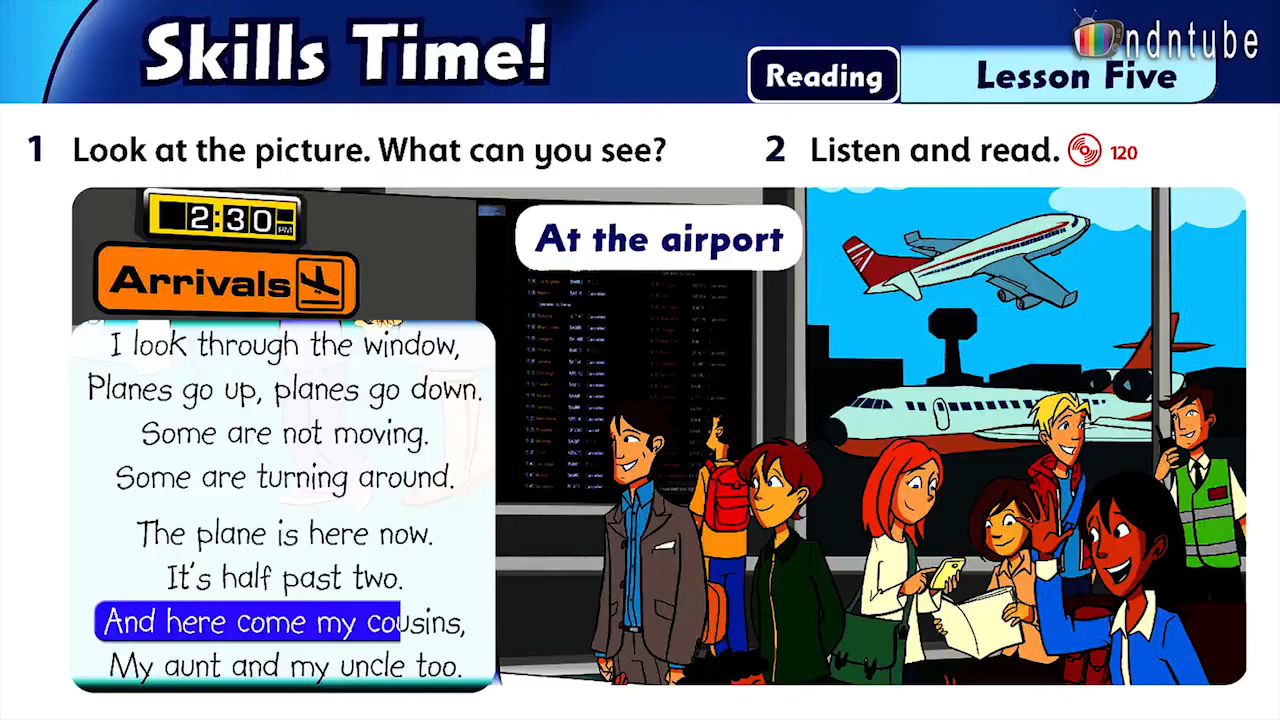 Skills Time!
ndntube
Reading
Lesson Five
1 Look at the picture. What can you see?
2 Listen and read. 120
2:30 PM
Arrivals
At the airport
I look through the window,
Planes go up, planes go down.
Some are not moving.
Some are turning around.
The plane is here now.
It's half past two.
And here come my cousins,
My aunt and my uncle too.